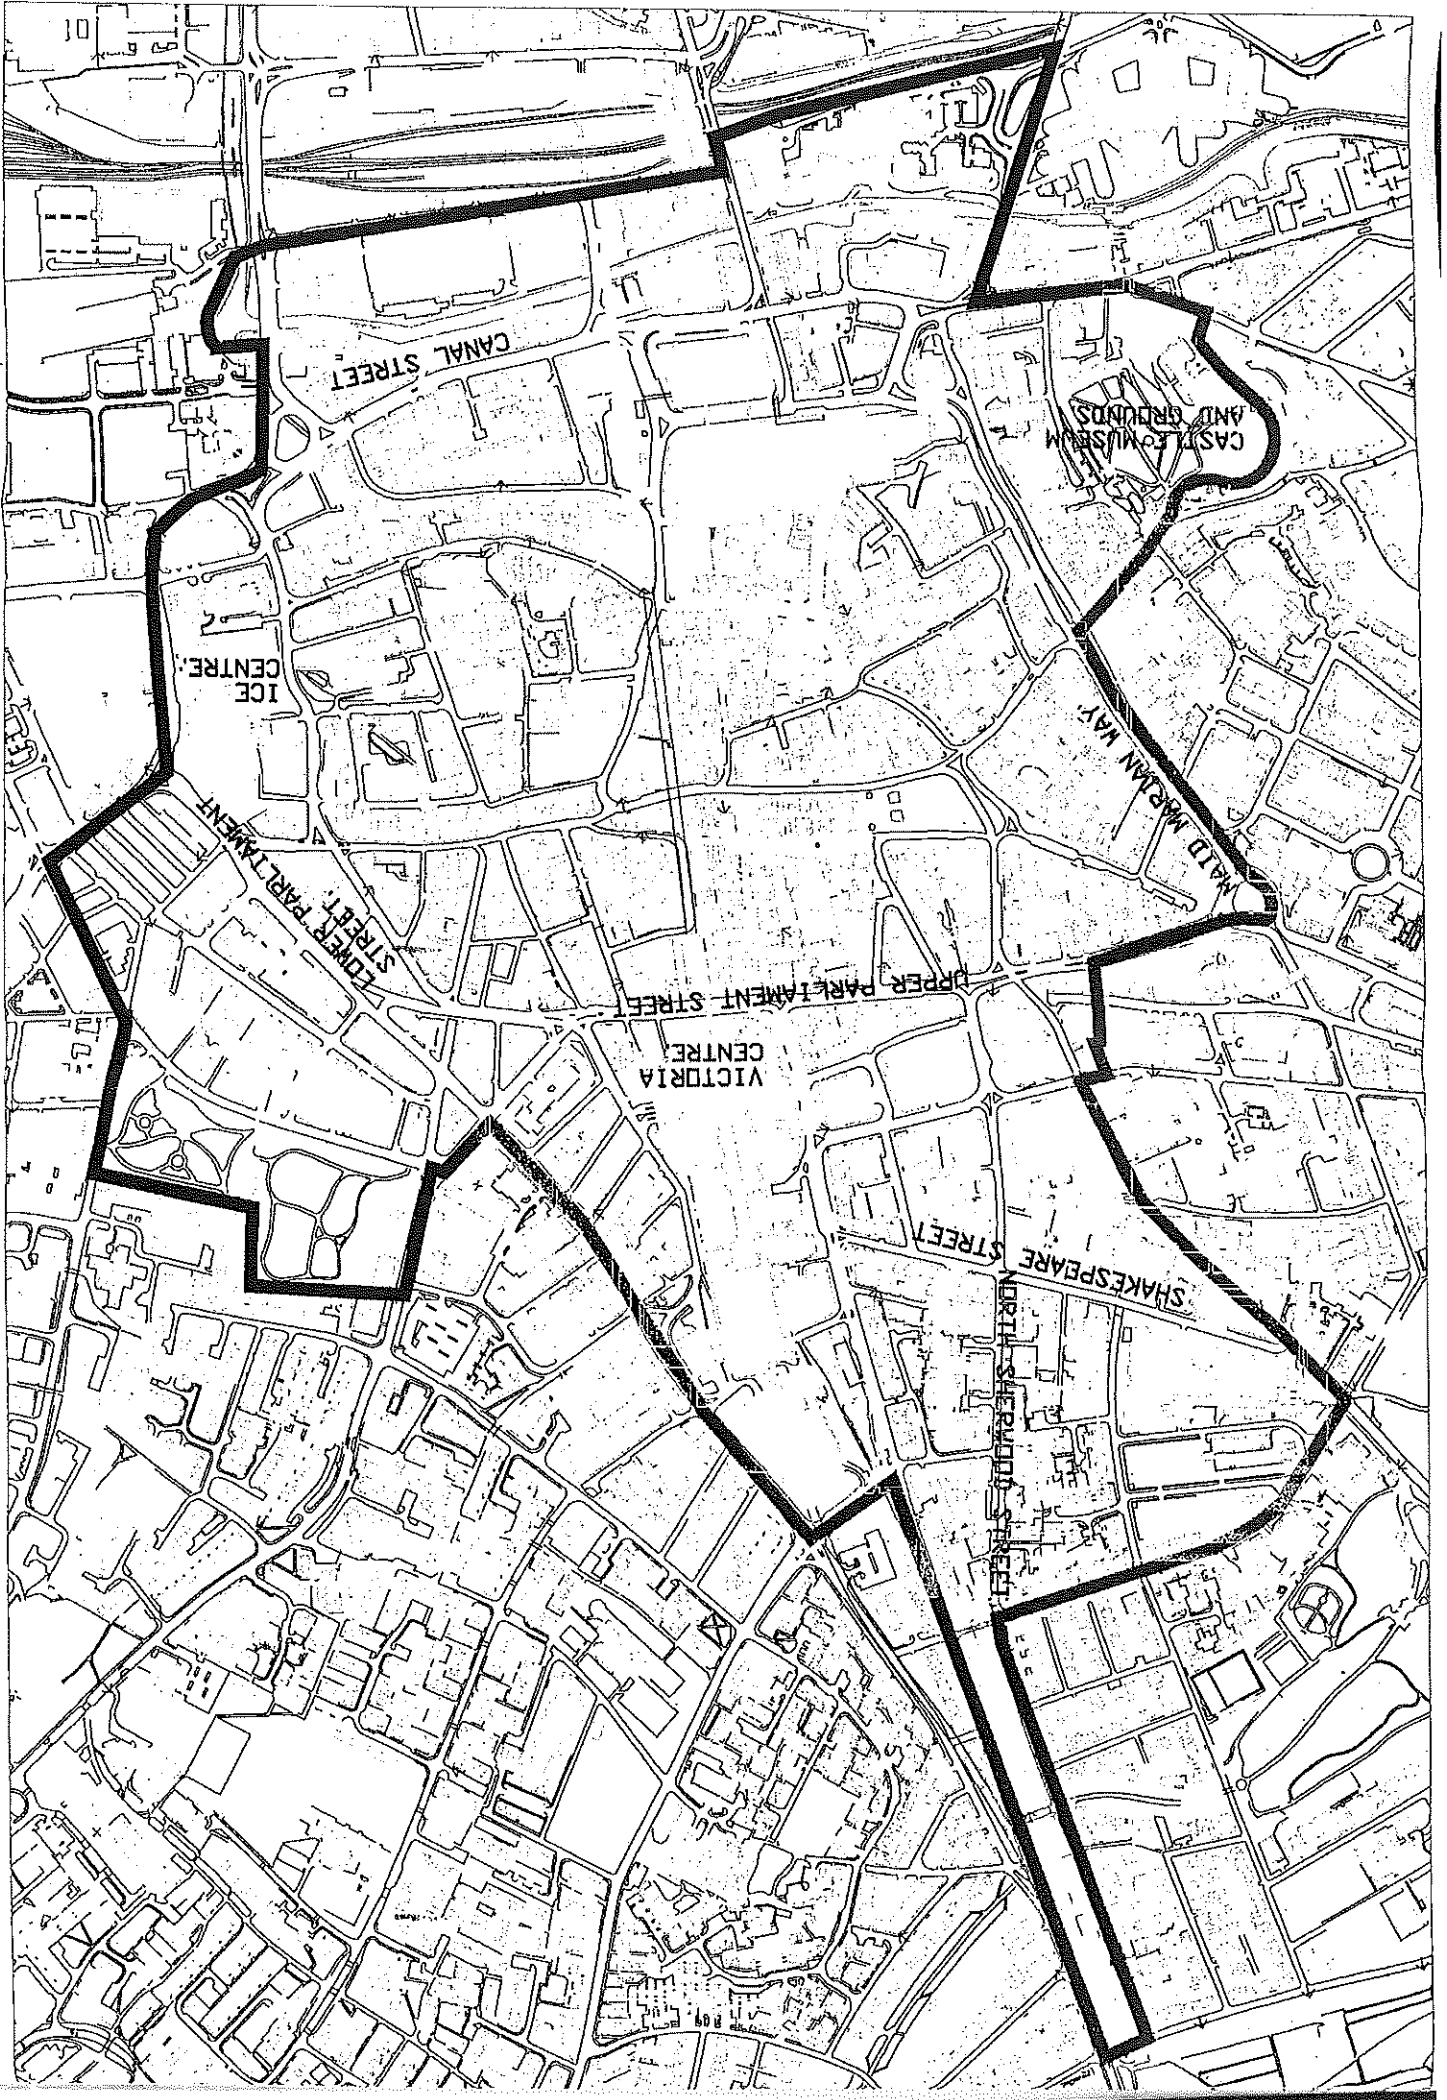 NORTH SHERWOOD STREET
SHAKESPEARE STREET
VICTORIA
CENTRE.
UPPER PARLIAMENT STREET.
LOWER PARLIAMENT
STREET.
MAID MARIAN WAY.
ICE
CENTRE.
CASTLE MUSEUM
AND GROUNDS
CANAL STREET